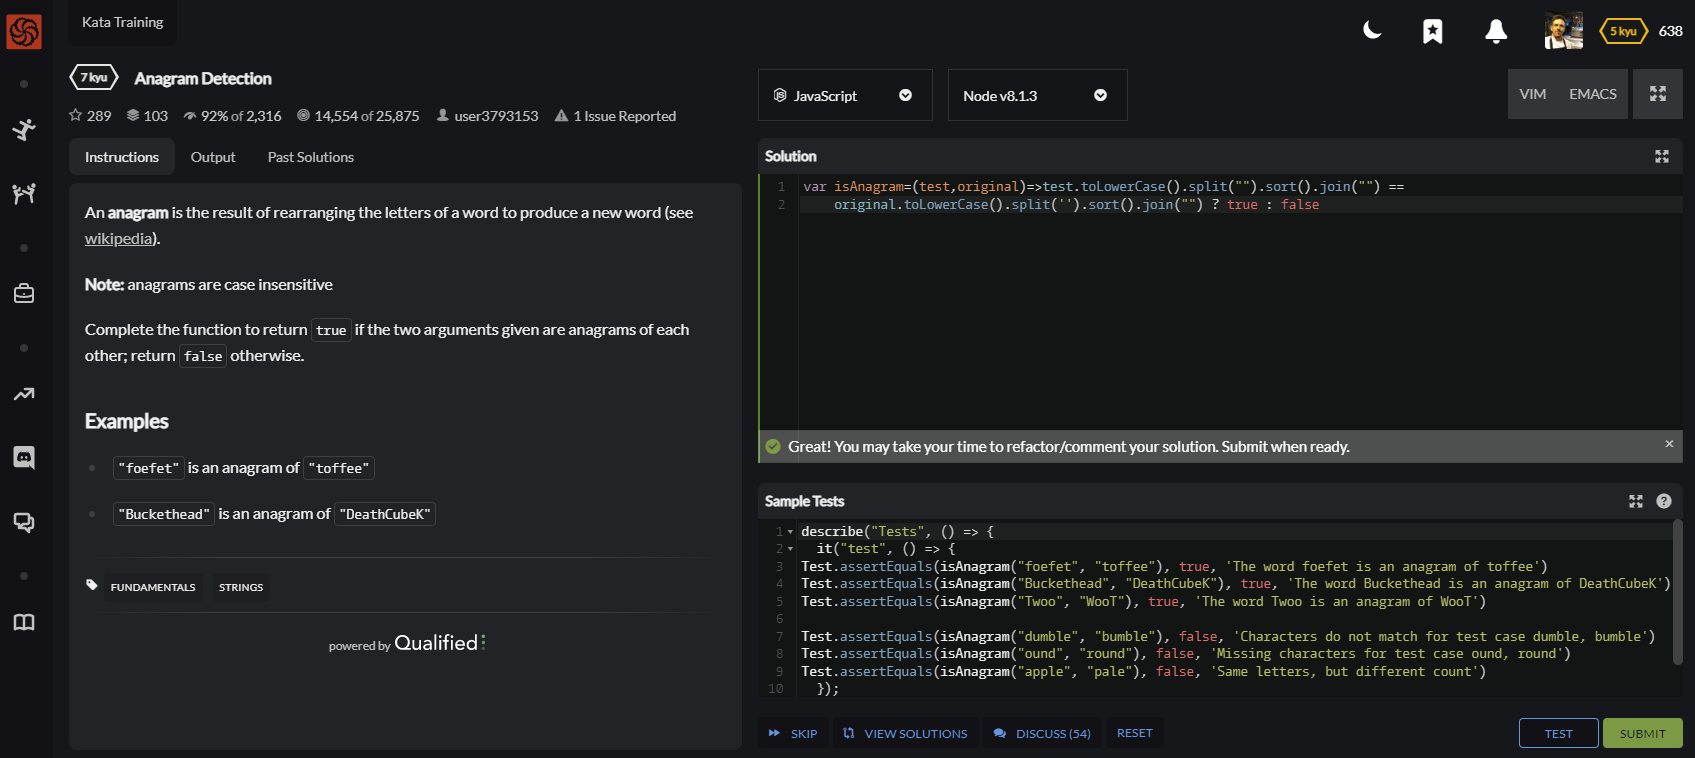 Kata Training
5 kyu 638
7 kyu Anagram Detection
289 103 92% of 2,316 14,554 of 25,875 user3793153 1 Issue Reported
Instructions Output Past Solutions
An anagram is the result of rearranging the letters of a word to produce a new word (see
wikipedia).
Note: anagrams are case insensitive
Complete the function to return true if the two arguments given are anagrams of each
other; return false otherwise.
Examples
"foefet" is an anagram of "toffee"
"Buckethead" is an anagram of "DeathCubeK"
FUNDAMENTALS STRINGS
powered by Qualified
JS JavaScript Node v8.1.3 VIM EMACS
Solution
1 var isAnagram=(test,original)=>test.toLowerCase().split("").sort().join("") ==
2 original.toLowerCase().split('').sort().join("") ? true : false
Great! You may take your time to refactor/comment your solution. Submit when ready.
Sample Tests
1 describe("Tests", () => {
2 it("test", () => {
3 Test.assertEquals(isAnagram("foefet", "toffee"), true, 'The word foefet is an anagram of toffee')
4 Test.assertEquals(isAnagram("Buckethead", "DeathCubeK"), true, 'The word Buckethead is an anagram of DeathCubeK')
5 Test.assertEquals(isAnagram("Twoo", "WooT"), true, 'The word Twoo is an anagram of WooT')
6
7 Test.assertEquals(isAnagram("dumble", "bumble"), false, 'Characters do not match for test case dumble, bumble')
8 Test.assertEquals(isAnagram("ound", "round"), false, 'Missing characters for test case ound, round')
9 Test.assertEquals(isAnagram("apple", "pale"), false, 'Same letters, but different count')
10 });
SKIP VIEW SOLUTIONS DISCUSS (54) RESET TEST SUBMIT